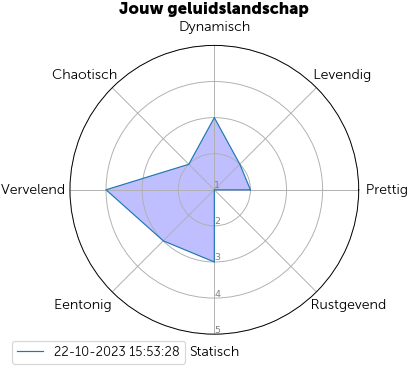 Jouw geluidslandschap
Dynamisch
Chaotisch
Levendig
Vervelend
1
Prettig
2
3
4
Eentonig
Rustgevend
5
22-10-2023 15:53:28
Statisch